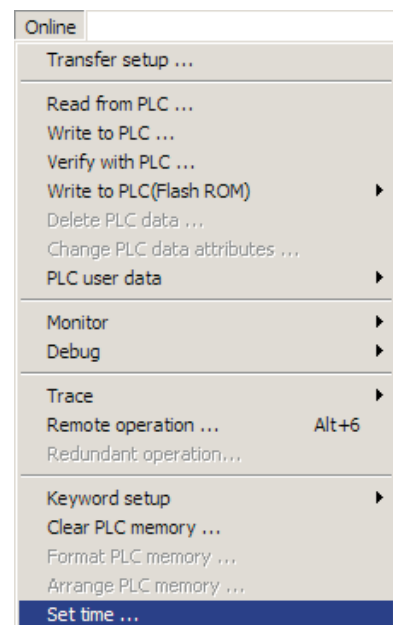 Online
Transfer setup ...
Read from PLC ...
Write to PLC ...
Verify with PLC ...
Write to PLC(Flash ROM)
Delete PLC data ...
Change PLC data attributes ...
PLC user data
Monitor
Debug
Trace
Remote operation ... Alt+6
Redundant operation...
Keyword setup
Clear PLC memory ...
Format PLC memory ...
Arrange PLC memory ...
Set time ...